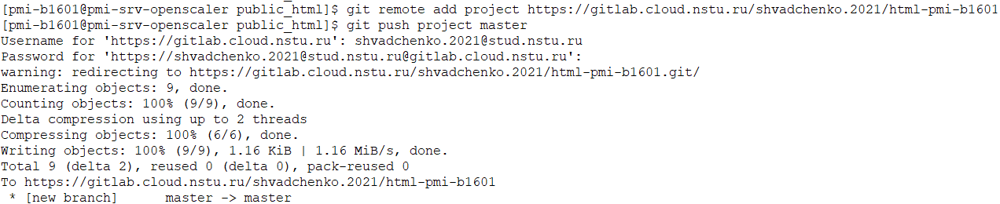 [pmi-b1601@pmi-srv-openscaler public_html]$ git remote add project https://gitlab.cloud.nstu.ru/shvadchenko.2021/html-pmi-b1601
[pmi-b1601@pmi-srv-openscaler public_html]$ git push project master
Username for 'https://gitlab.cloud.nstu.ru': shvadchenko.2021@stud.nstu.ru
Password for 'https://shvadchenko.2021@stud.nstu.ru@gitlab.cloud.nstu.ru':
warning: redirecting to https://gitlab.cloud.nstu.ru/shvadchenko.2021/html-pmi-b1601.git/
Enumerating objects: 9, done.
Counting objects: 100% (9/9), done.
Delta compression using up to 2 threads
Compressing objects: 100% (6/6), done.
Writing objects: 100% (9/9), 1.16 KiB | 1.16 MiB/s, done.
Total 9 (delta 2), reused 0 (delta 0), pack-reused 0
To https://gitlab.cloud.nstu.ru/shvadchenko.2021/html-pmi-b1601
 * [new branch]      master -> master